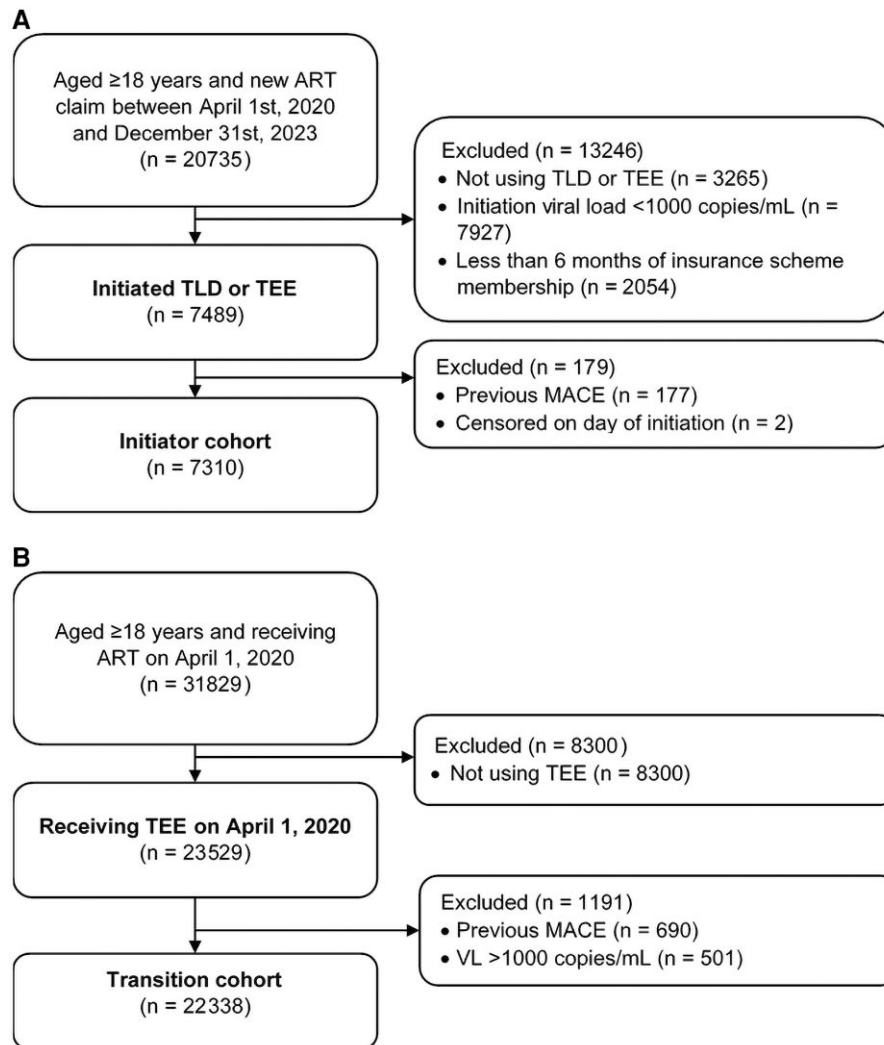 A
Aged ≥18 years and new ART
claim between April 1st, 2020
and December 31st, 2023
(n = 20735)
Excluded (n = 13246)
• Not using TLD or TEE (n = 3265)
• Initiation viral load <1000 copies/mL (n =
7927)
• Less than 6 months of insurance scheme
membership (n = 2054)
Initiated TLD or TEE
(n = 7489)
Excluded (n = 179)
• Previous MACE (n = 177)
• Censored on day of initiation (n = 2)
Initiator cohort
(n = 7310)
B
Aged ≥18 years and receiving
ART on April 1, 2020
(n = 31829)
Excluded (n = 8300)
• Not using TEE (n = 8300)
Receiving TEE on April 1, 2020
(n = 23529)
Excluded (n = 1191)
• Previous MACE (n = 690)
• VL >1000 copies/mL (n = 501)
Transition cohort
(n = 22338)